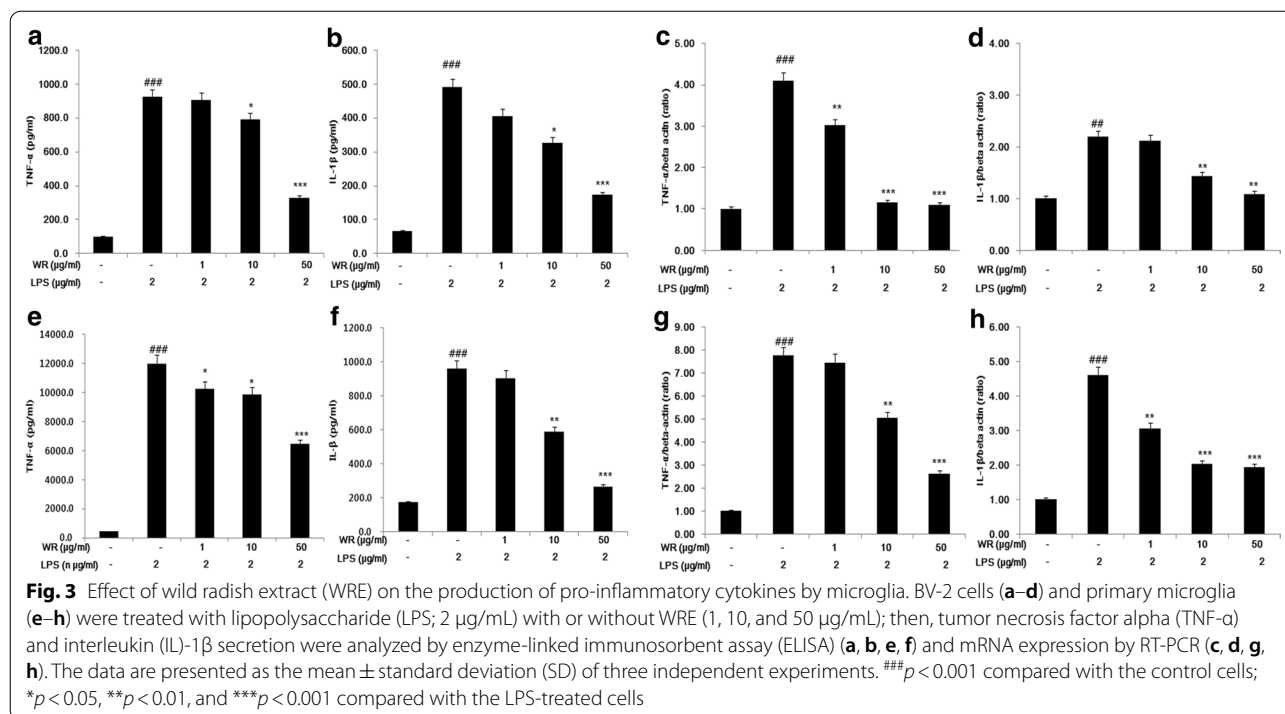 a
1200.0
1000.0
800.0
600.0
400.0
200.0
0.0
TNF-α (pg/ml)
###
*
***
WR (µg/ml) - - 1 10 50
LPS (µg/ml) - 2 2 2 2
b
600.0
500.0
400.0
300.0
200.0
100.0
0.0
IL-1β (pg/ml)
###
*
***
WR (µg/ml) - - 1 10 50
LPS (µg/ml) - 2 2 2 2
c
5.00
4.00
3.00
2.00
1.00
0.00
TNF-α/beta acitn (ratio)
###
**
***
***
WR (µg/ml) - - 1 10 50
LPS (µg/ml) - 2 2 2 2
d
4.00
3.00
2.00
1.00
0.00
IL-1β/beta actin (ratio)
##
**
**
WR (µg/ml) - - 1 10 50
LPS (µg/ml) - 2 2 2 2
e
14000.0
12000.0
10000.0
8000.0
6000.0
4000.0
2000.0
0.0
TNF-α (pg/ml)
###
*
*
***
WR (µg/ml) - - 1 10 50
LPS (n µg/ml) - 2 2 2 2
f
1000.0
800.0
600.0
400.0
200.0
0.0
IL-β (pg/ml)
###
**
***
WR (µg/ml) - - 1 10 50
LPS (µg/ml) - 2 2 2 2
g
9.00
8.00
7.00
6.00
5.00
4.00
3.00
2.00
1.00
0.00
TNF-α/beta-actin (ratio)
###
**
***
WR (µg/ml) - - 1 10 50
LPS (µg/ml) - 2 2 2 2
h
6.00
5.00
4.00
3.00
2.00
1.00
0.00
IL-1β/beta actin (ratio)
###
**
***
***
WR (µg/ml) - - 1 10 50
LPS (µg/ml) - 2 2 2 2
Fig. 3 Effect of wild radish extract (WRE) on the production of pro-inflammatory cytokines by microglia. BV-2 cells (a–d) and primary microglia
(e–h) were treated with lipopolysaccharide (LPS; 2 µg/mL) with or without WRE (1, 10, and 50 µg/mL); then, tumor necrosis factor alpha (TNF-α)
and interleukin (IL)-1β secretion were analyzed by enzyme-linked immunosorbent assay (ELISA) (a, b, e, f) and mRNA expression by RT-PCR (c, d, g,
h). The data are presented as the mean ± standard deviation (SD) of three independent experiments. ###p < 0.001 compared with the control cells;
*p < 0.05, **p < 0.01, and ***p < 0.001 compared with the LPS-treated cells